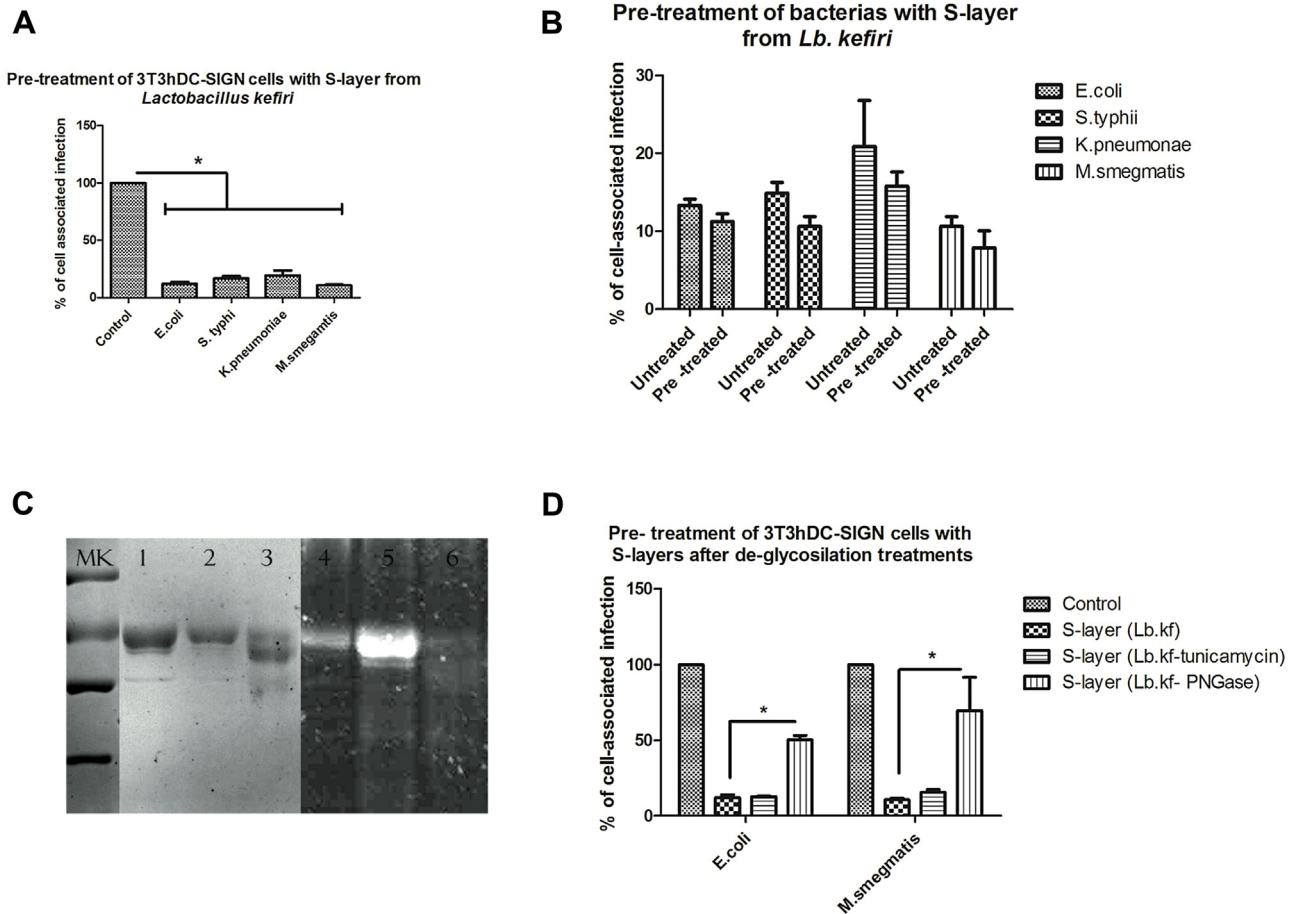 A
Pre-treatment of 3T3hDC-SIGN cells with S-layer from
Lactobacillus kefiri
% of cell associated infection
150
100
50
0
*
Control
E.coli
S. typhi
K.pneumoniae
M.smegamtis
B
Pre-treatment of bacterias with S-layer
from Lb. kefiri
% of cell-associated infection
30
20
10
0
Untreated
Pre -treated
Untreated
Pre -treated
Untreated
Pre -treated
Untreated
Pre -treated
E.coli
S.typhii
K.pneumonae
M.smegmatis
C
MK 1 2 3 4 5 6
D
Pre- treatment of 3T3hDC-SIGN cells with
S-layers after de-glycosilation treatments
% of cell-associated infection
150
100
50
0
*
*
E.coli
M.smegmatis
Control
S-layer (Lb.kf)
S-layer (Lb.kf-tunicamycin)
S-layer (Lb.kf- PNGase)